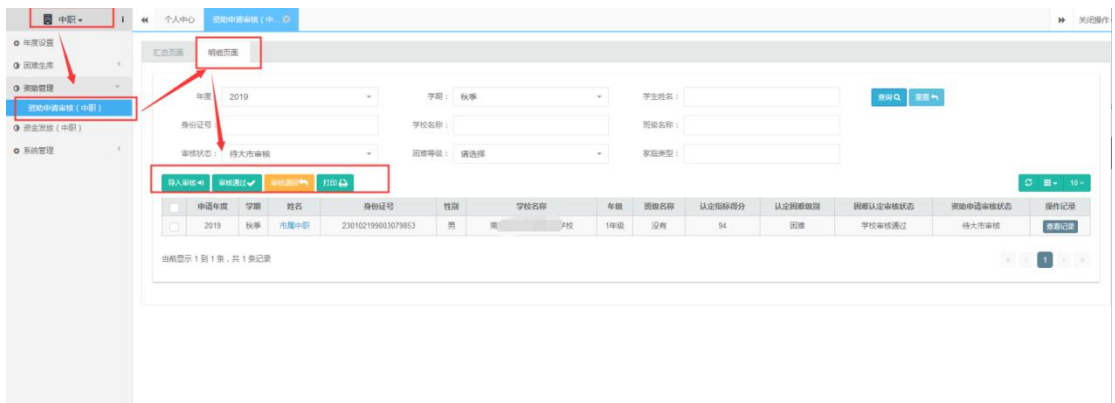 中职
个人中心 资助申请审核(中... 关闭操作
年度设置
困难生库
资助管理
资助申请审核(中职)
资金发放(中职)
系统管理
汇总页面 明细页面
年度: 2019 学期: 秋季 学生姓名:
查询 重置
身份证号: 学校名称: 班级名称:
审核状态: 待大市审核 困难等级: 请选择 家庭类型:
导入审核 审核通过 审核退回 打印 10
申请年度 学期 姓名 身份证号 性别 学校名称 年级 班级名称 认定指标得分 认定困难级别 困难认定审核状态 资助申请审核状态 操作记录
2019 秋季 市属中职 230102199003079853 男 南 学校 1年级 没有 94 困难 学校审核通过 待大市审核 查看记录
当前显示 1 到 1 条,共 1 条记录 1